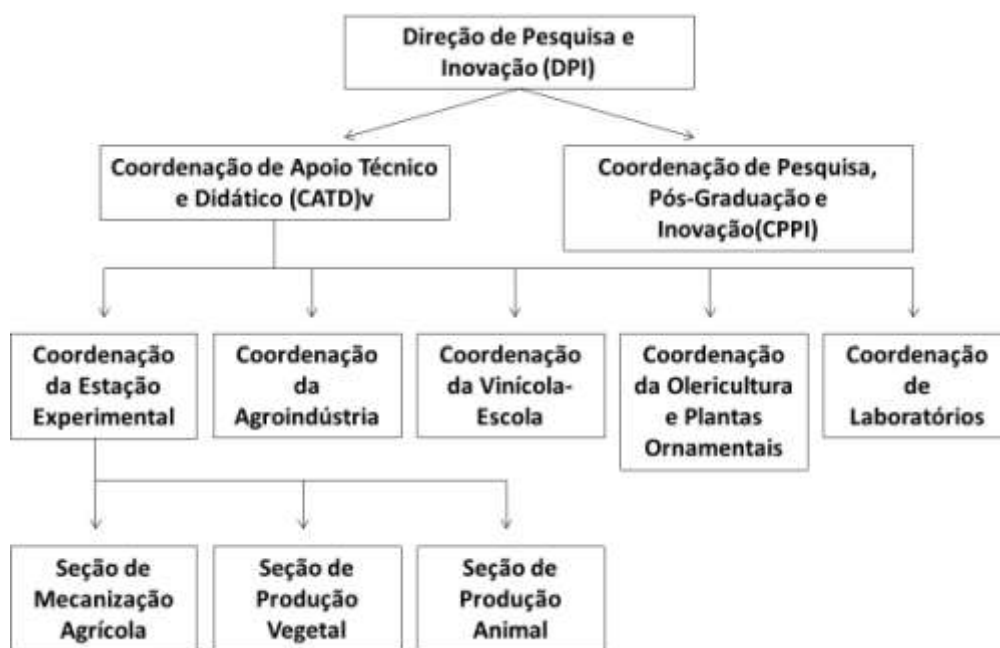 Direção de Pesquisa e
Inovação (DPI)
Coordenação de Apoio Técnico
e Didático (CATD)v
Coordenação de Pesquisa,
Pós-Graduação e
Inovação(CPPI)
Coordenação
da Estação
Experimental
Coordenação
da
Agroindústria
Coordenação
da Vinícola-
Escola
Coordenação
da Olericultura
e Plantas
Ornamentais
Coordenação
de
Laboratórios
Seção de
Mecanização
Agrícola
Seção de
Produção
Vegetal
Seção de
Produção
Animal